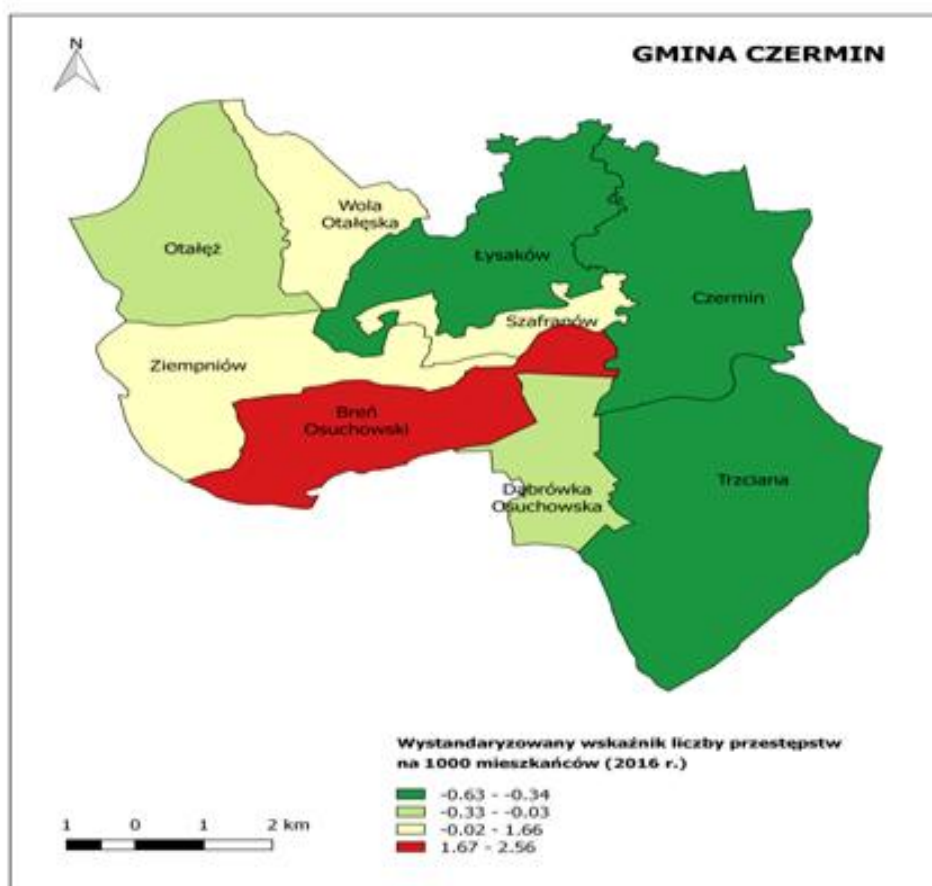 N
GMINA CZERMIN
Wola
Otałęska
Otałęż
Łysaków
Czermin
Szafranów
Ziempniów
Breń
Osuchowski
Trzciana
Dąbrówka
Osuchowska
Wystandaryzowany wskaźnik liczby przestępstw
na 1000 mieszkańców (2016 r.)
-0.63 - -0.34
-0.33 - -0.03
-0.02 - 1.66
1.67 - 2.56
1 0 1 2 km